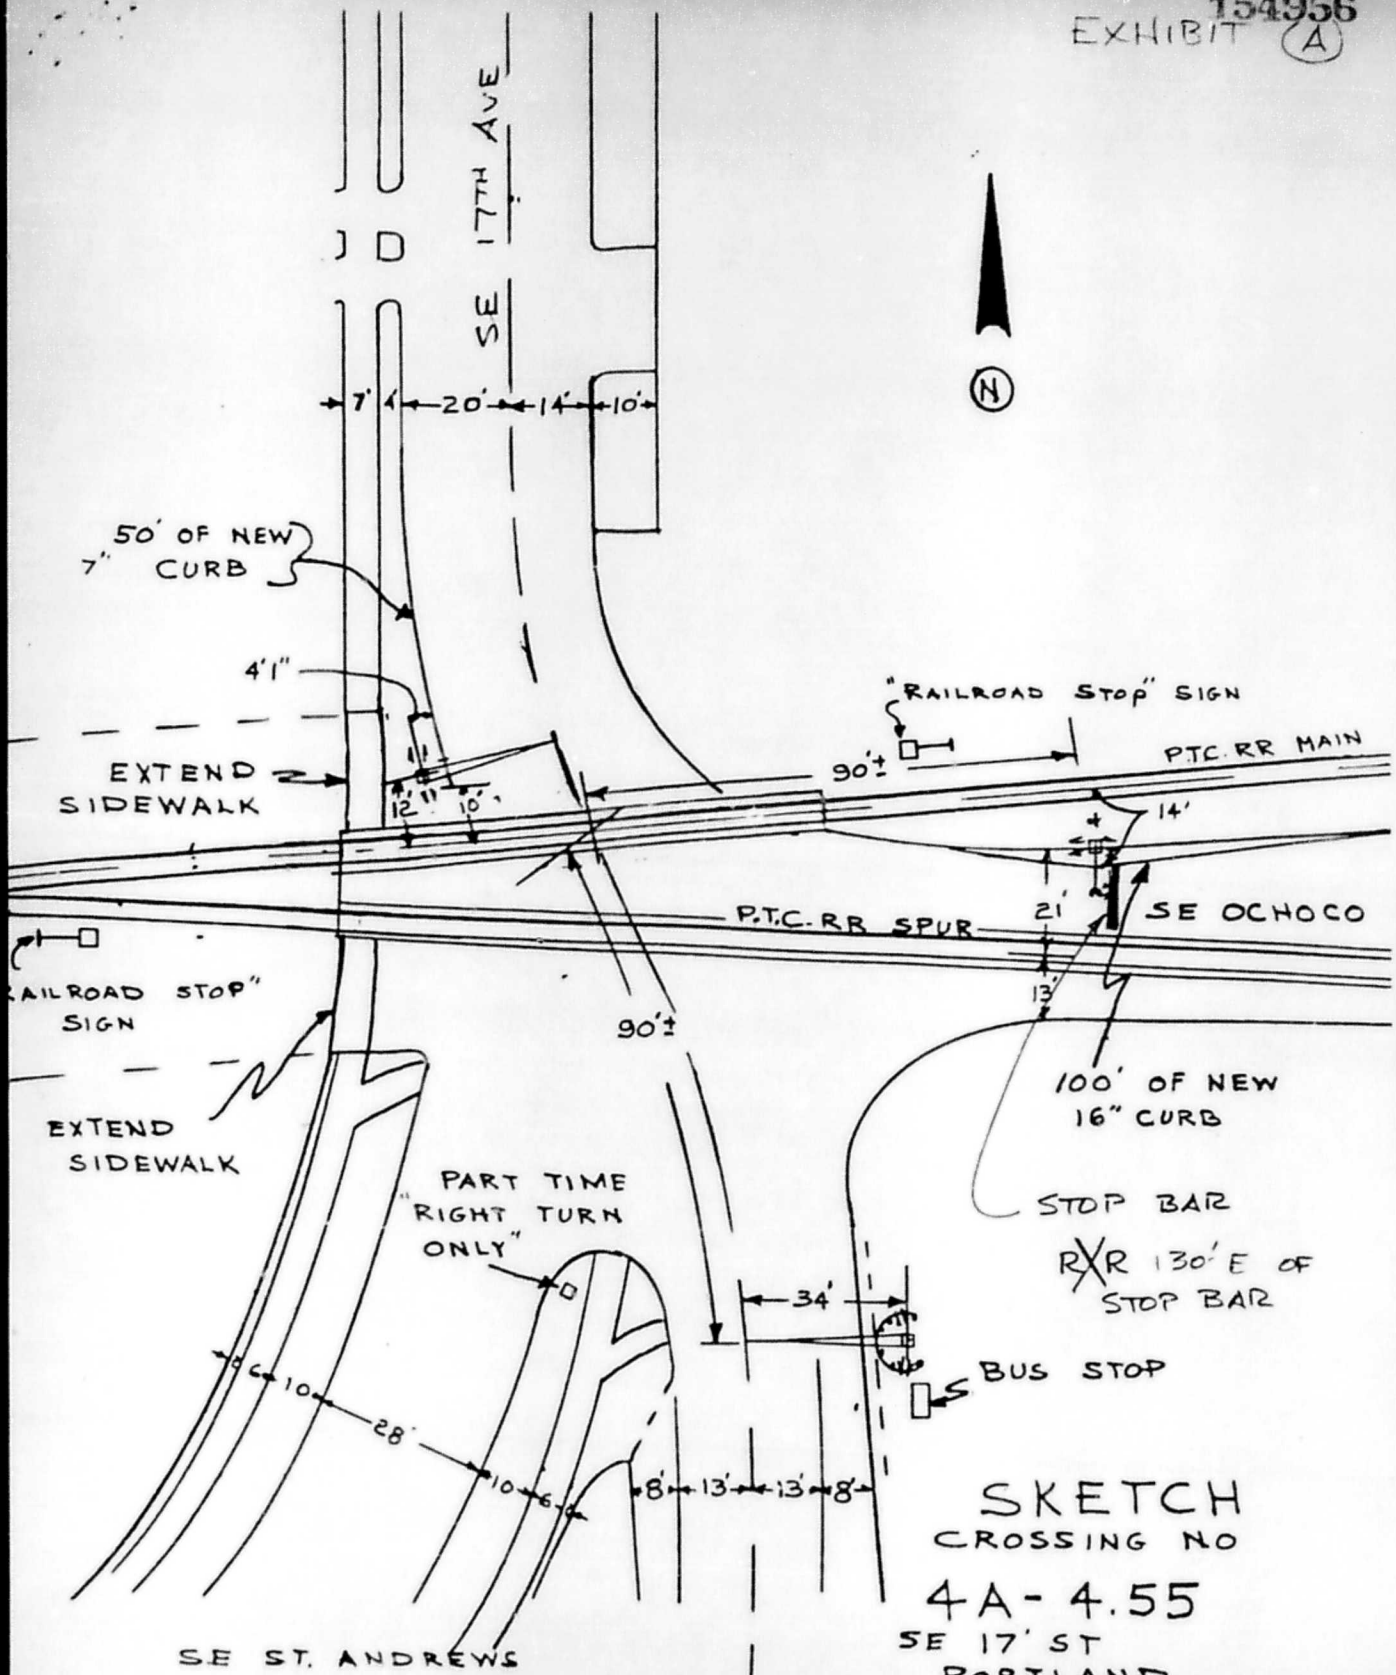 154956
EXHIBIT A
SE 17TH AVE
N
7' 4' 20' 14' 10'
50' OF NEW
7" CURB
4'1"
"RAILROAD STOP" SIGN
P.T.C. RR MAIN
90'±
EXTEND
SIDEWALK
12' 10'
14'
21'
SE OCHOCO
P.T.C. RR SPUR
13'
RAILROAD STOP"
SIGN
90'±
100' OF NEW
16" CURB
EXTEND
SIDEWALK
PART TIME
"RIGHT TURN
ONLY"
STOP BAR
RXR 130' E OF
STOP BAR
34'
BUS STOP
6 10 28' 10 6
8' 13' 13' 8'
SKETCH
CROSSING NO
4A-4.55
SE 17' ST
PORTLAND
SE ST. ANDREWS